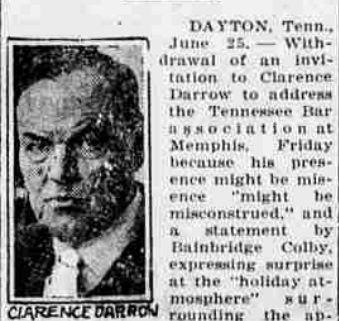 DAYTON, Tenn.,
June 25. — With-
drawal of an invi-
tation to Clarence
Darrow to address
the Tennessee Bar
association at
Memphis, Friday
because his pres-
ence might be mis-
ence "might be
misconstrued," and
a statement by
Bainbridge Colby,
expressing surprise
at the "holiday at-
mosphere" sur-
rounding the ap-
CLARENCE DARROW